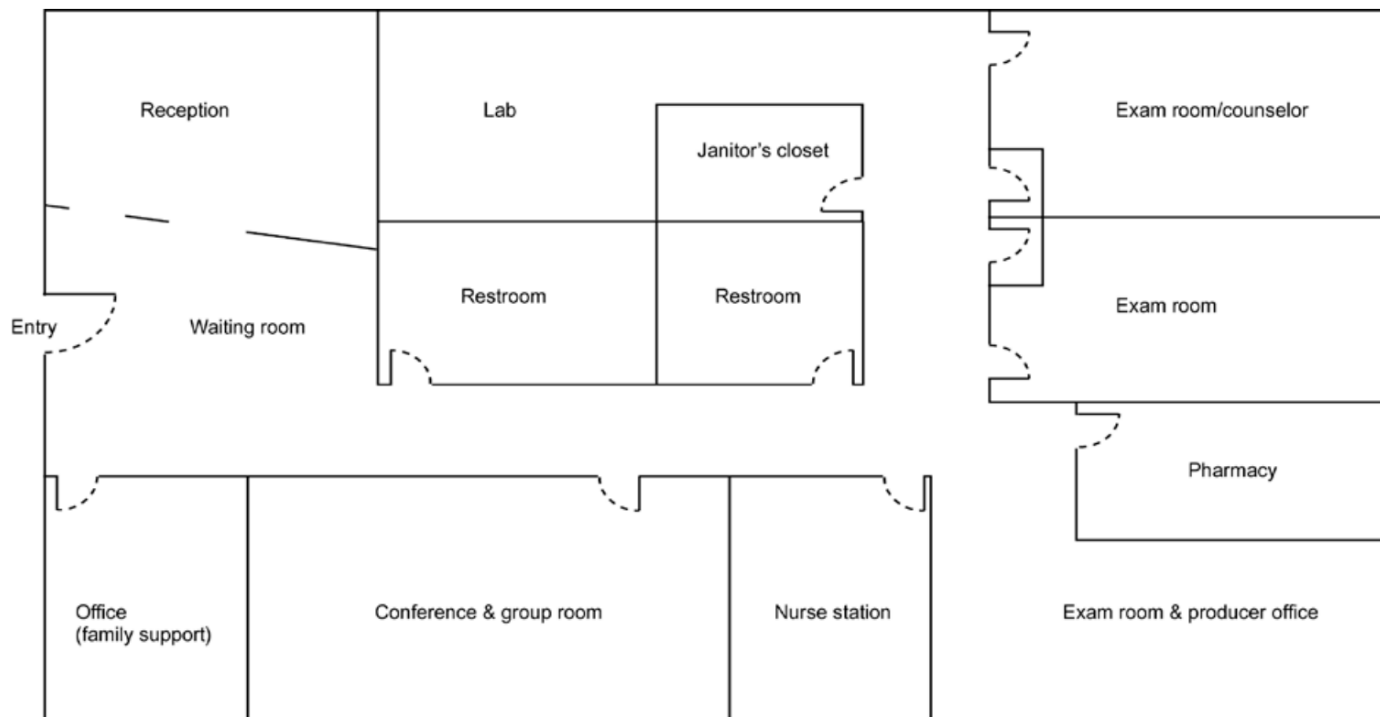 Reception
Lab
Janitor's closet
Exam room/counselor
Entry
Waiting room
Restroom
Restroom
Exam room
Pharmacy
Office
(family support)
Conference & group room
Nurse station
Exam room & producer office